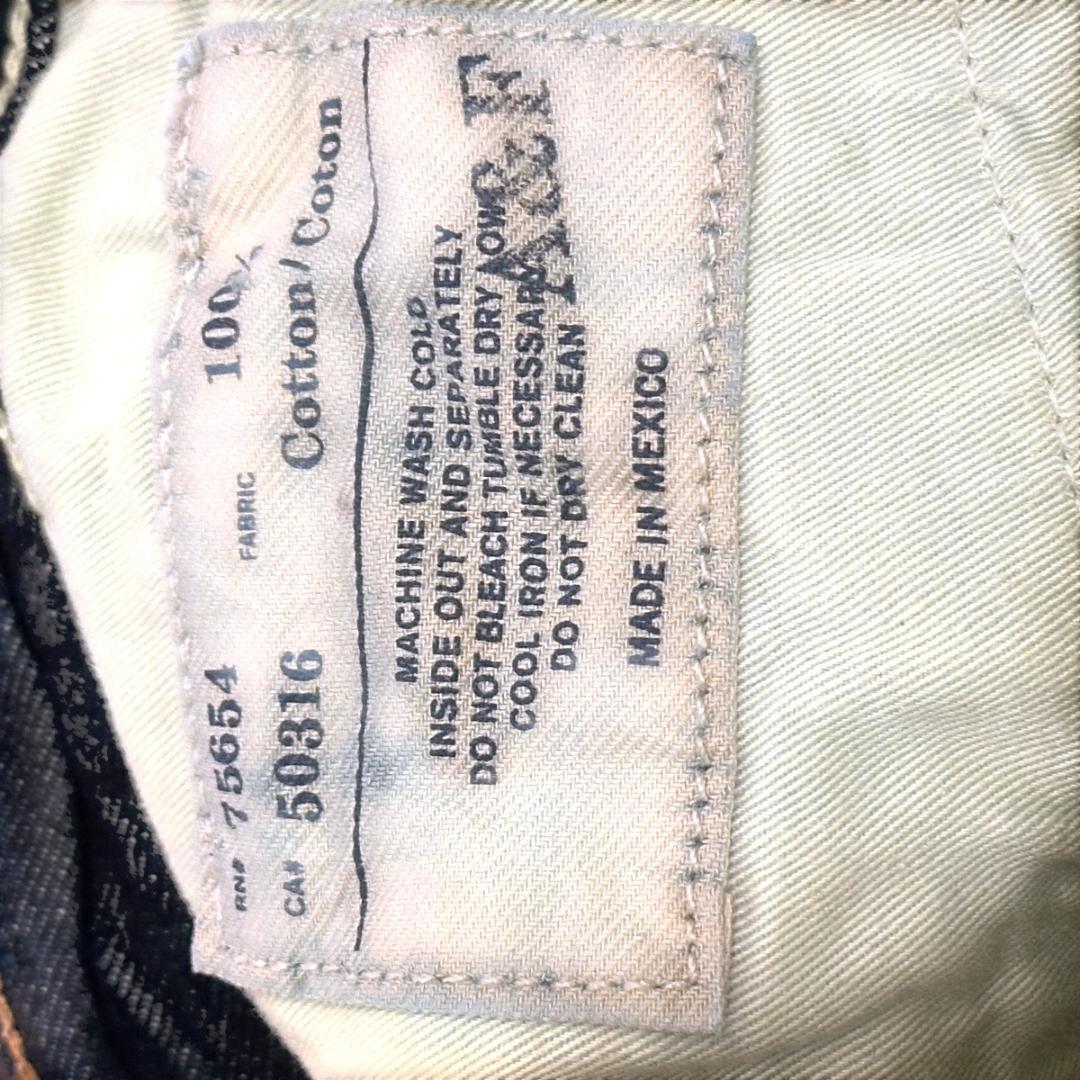 RN# 75654 FABRIC 100%
CA# 50316 Cotton/Coton
MACHINE WASH COLD
INSIDE OUT AND SEPARATELY
DO NOT BLEACH TUMBLE DRY LOW
COOL IRON IF NECESSARY
DO NOT DRY CLEAN
A&F
MADE IN MEXICO